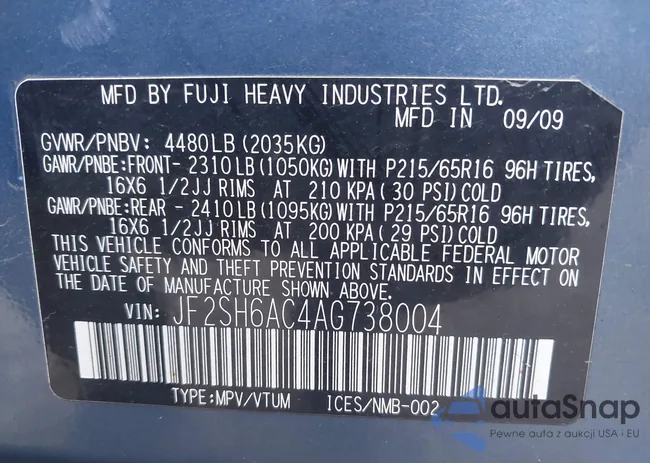 MFD BY FUJI HEAVY INDUSTRIES LTD.
MFD IN 09/09
GVWR/PNBV: 4480LB (2035KG)
GAWR/PNBE:FRONT- 2310LB (1050KG) WITH P215/65R16 96H TIRES,
16X6 1/2JJ RIMS AT 210 KPA (30 PSI) COLD
GAWR/PNBE:REAR - 2410LB (1095KG) WITH P215/65R16 96H TIRES,
16X6 1/2JJ RIMS AT 200 KPA (29 PSI) COLD
THIS VEHICLE CONFORMS TO ALL APPLICABLE FEDERAL MOTOR
VEHICLE SAFETY AND THEFT PREVENTION STANDARDS IN EFFECT ON
THE DATE OF MANUFACTURE SHOWN ABOVE.
VIN: JF2SH6AC4AG738004
TYPE:MPV/VTUM ICES/NMB-002
autaSnap
Pewne auta z aukcji USA i EU